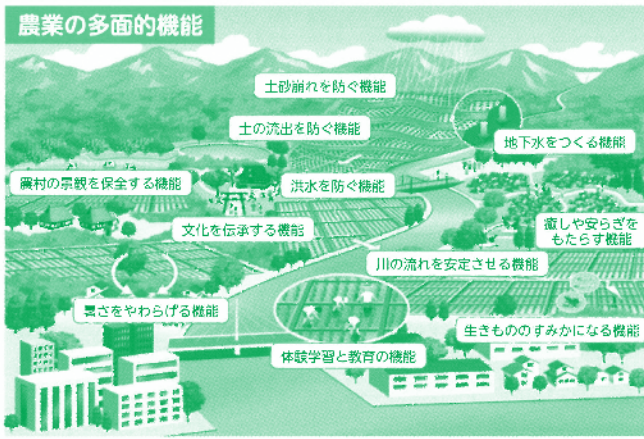 農業の多面的機能
土砂崩れを防ぐ機能
土の流出を防ぐ機能
地下水をつくる機能
農村の景観を保全する機能
洪水を防ぐ機能
文化を伝承する機能
癒しや安らぎを
もたらす機能
川の流れを安定させる機能
暑さをやわらげる機能
生きもののすみかになる機能
体験学習と教育の機能